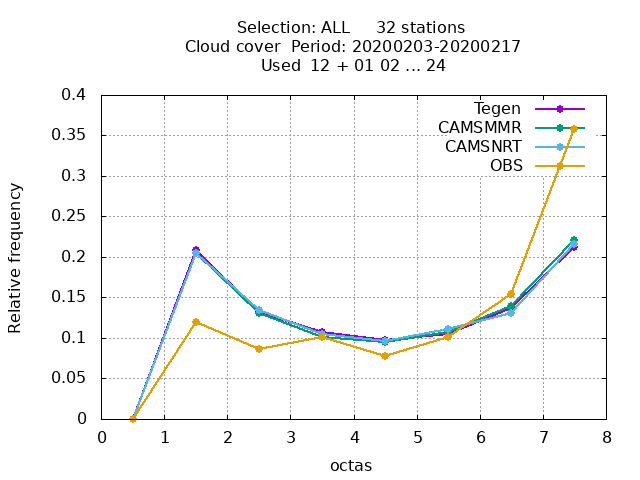 Selection: ALL 32 stations
Cloud cover Period: 20200203-20200217
Used 12 + 01 02 ... 24
Relative frequency
0.4
0.35
0.3
0.25
0.2
0.15
0.1
0.05
0
Tegen
CAMSMMR
CAMSNRT
OBS
0 1 2 3 4 5 6 7 8
octas